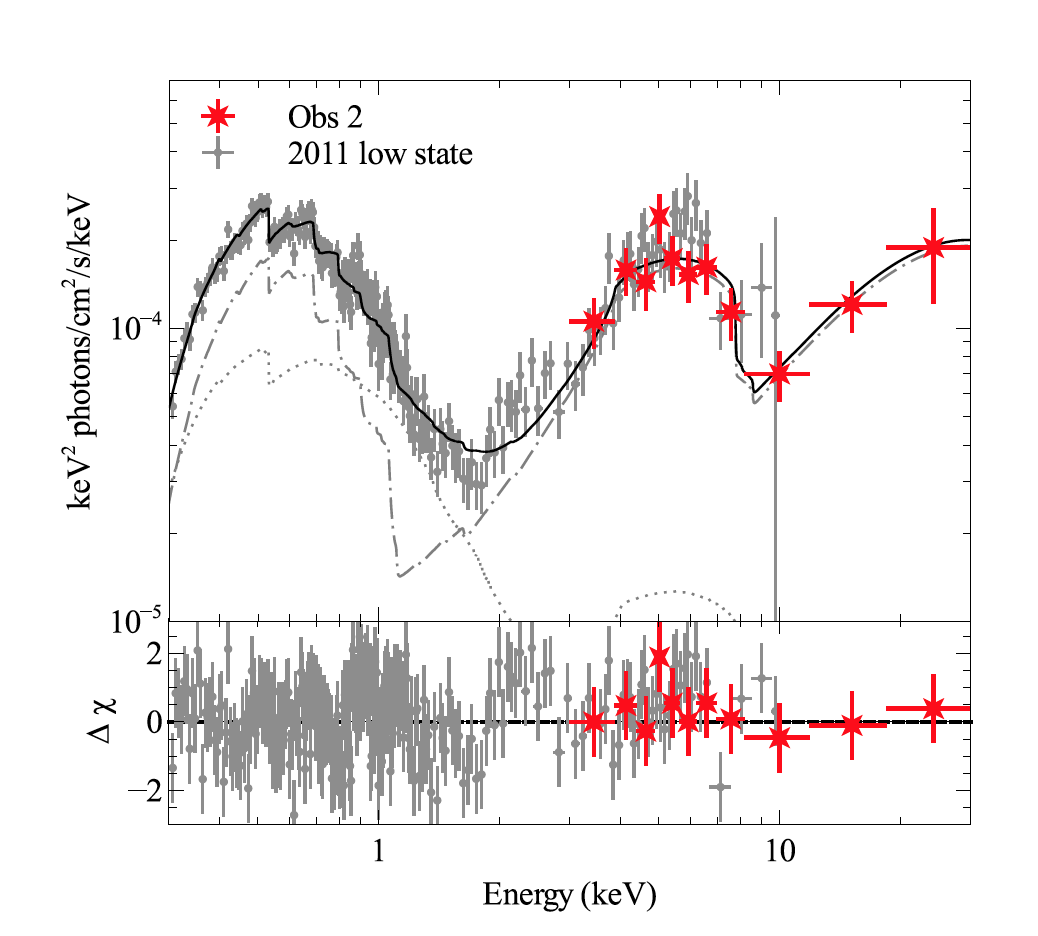 Obs 2
2011 low state
keV² photons/cm²/s/keV
10⁻⁴
10⁻⁵
Δ χ
2
0
−2
1
10
Energy (keV)